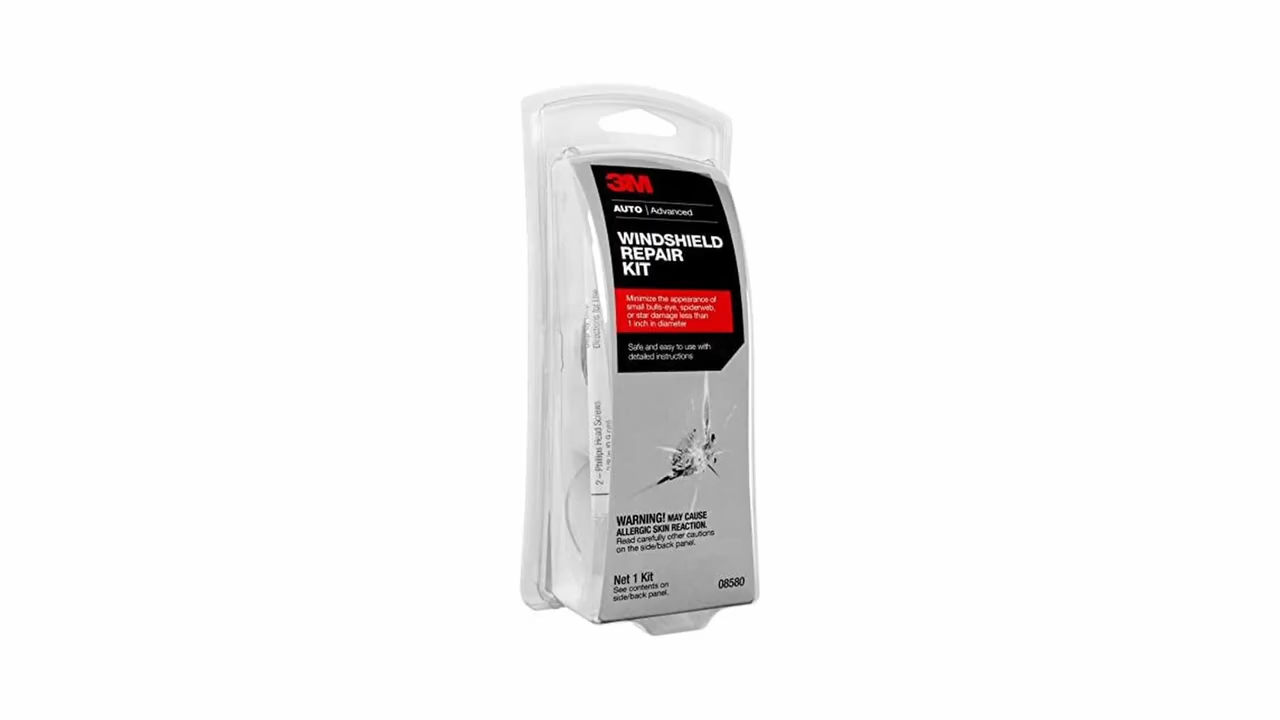 3M
AUTO | Advanced
WINDSHIELD
REPAIR
KIT
Minimize the appearance of
small bulls-eye, spiderweb,
or star damage less than
1 inch in diameter
Safe and easy to use with
detailed instructions
WARNING! MAY CAUSE
ALLERGIC SKIN REACTION.
Read carefully other cautions
on the side/back panel.
Net 1 Kit
See contents on
side/back panel.
08580
Directions for Use
2 – Phillips Head Screws